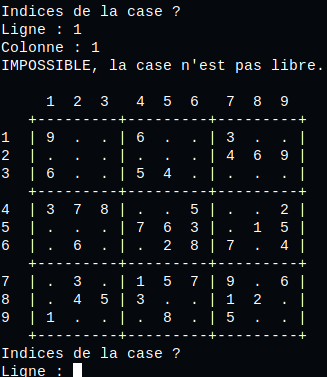 Indices de la case ?
Ligne : 1
Colonne : 1
IMPOSSIBLE, la case n'est pas libre.
    1  2  3   4  5  6   7  8  9
  +---------+---------+---------+
1 | 9  .  . | 6  .  . | 3  .  . |
2 | .  .  . | .  .  . | 4  6  9 |
3 | 6  .  . | 5  4  . | .  .  . |
  +---------+---------+---------+
4 | 3  7  8 | .  .  5 | .  .  2 |
5 | .  .  . | 7  6  3 | .  1  5 |
6 | .  6  . | .  2  8 | 7  .  4 |
  +---------+---------+---------+
7 | .  3  . | 1  5  7 | 9  .  6 |
8 | .  4  5 | 3  .  . | 1  2  . |
9 | 1  .  . | .  8  . | 5  .  . |
  +---------+---------+---------+
Indices de la case ?
Ligne :